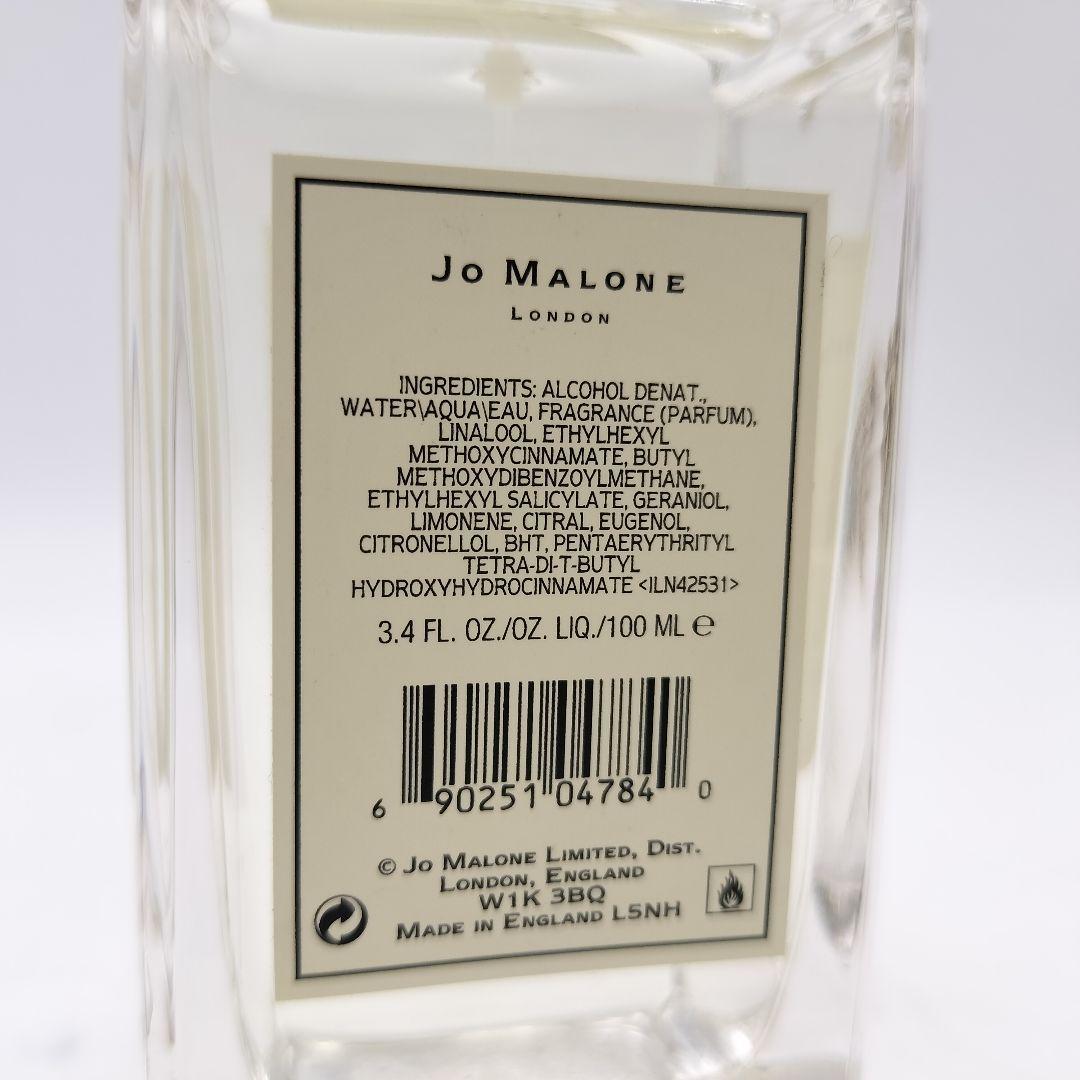 JO MALONE
LONDON
INGREDIENTS: ALCOHOL DENAT.,
WATER\AQUA\EAU, FRAGRANCE (PARFUM),
LINALOOL, ETHYLHEXYL
METHOXYCINNAMATE, BUTYL
METHOXYDIBENZOYLMETHANE,
ETHYLHEXYL SALICYLATE, GERANIOL,
LIMONENE, CITRAL, EUGENOL,
CITRONELLOL, BHT, PENTAERYTHRITYL
TETRA-DI-T-BUTYL
HYDROXYHYDROCINNAMATE <ILN42531>
3.4 FL. OZ./OZ. LIQ./100 ML ℮
6 90251 04784 0
© JO MALONE LIMITED, DIST.
LONDON, ENGLAND
W1K 3BQ
MADE IN ENGLAND L5NH